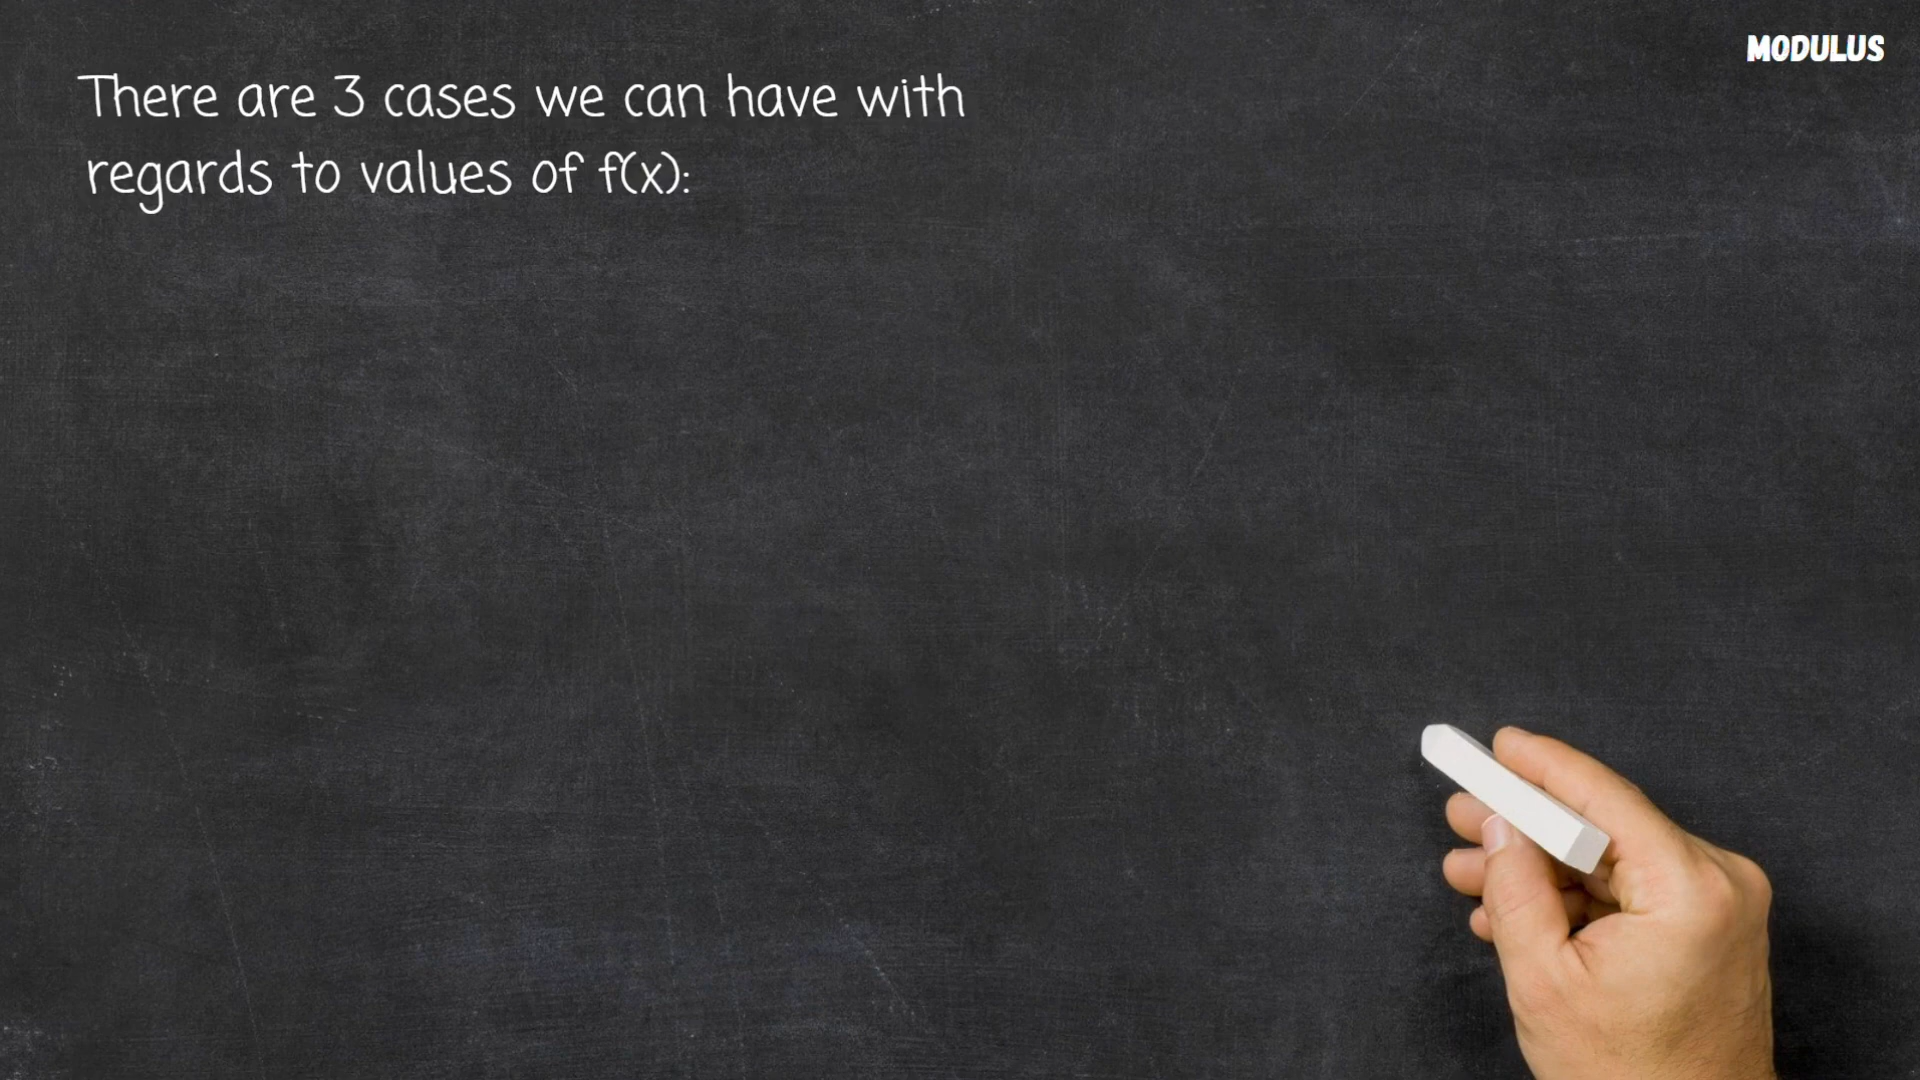 MODULUS
There are 3 cases we can have with
regards to values of f(x):